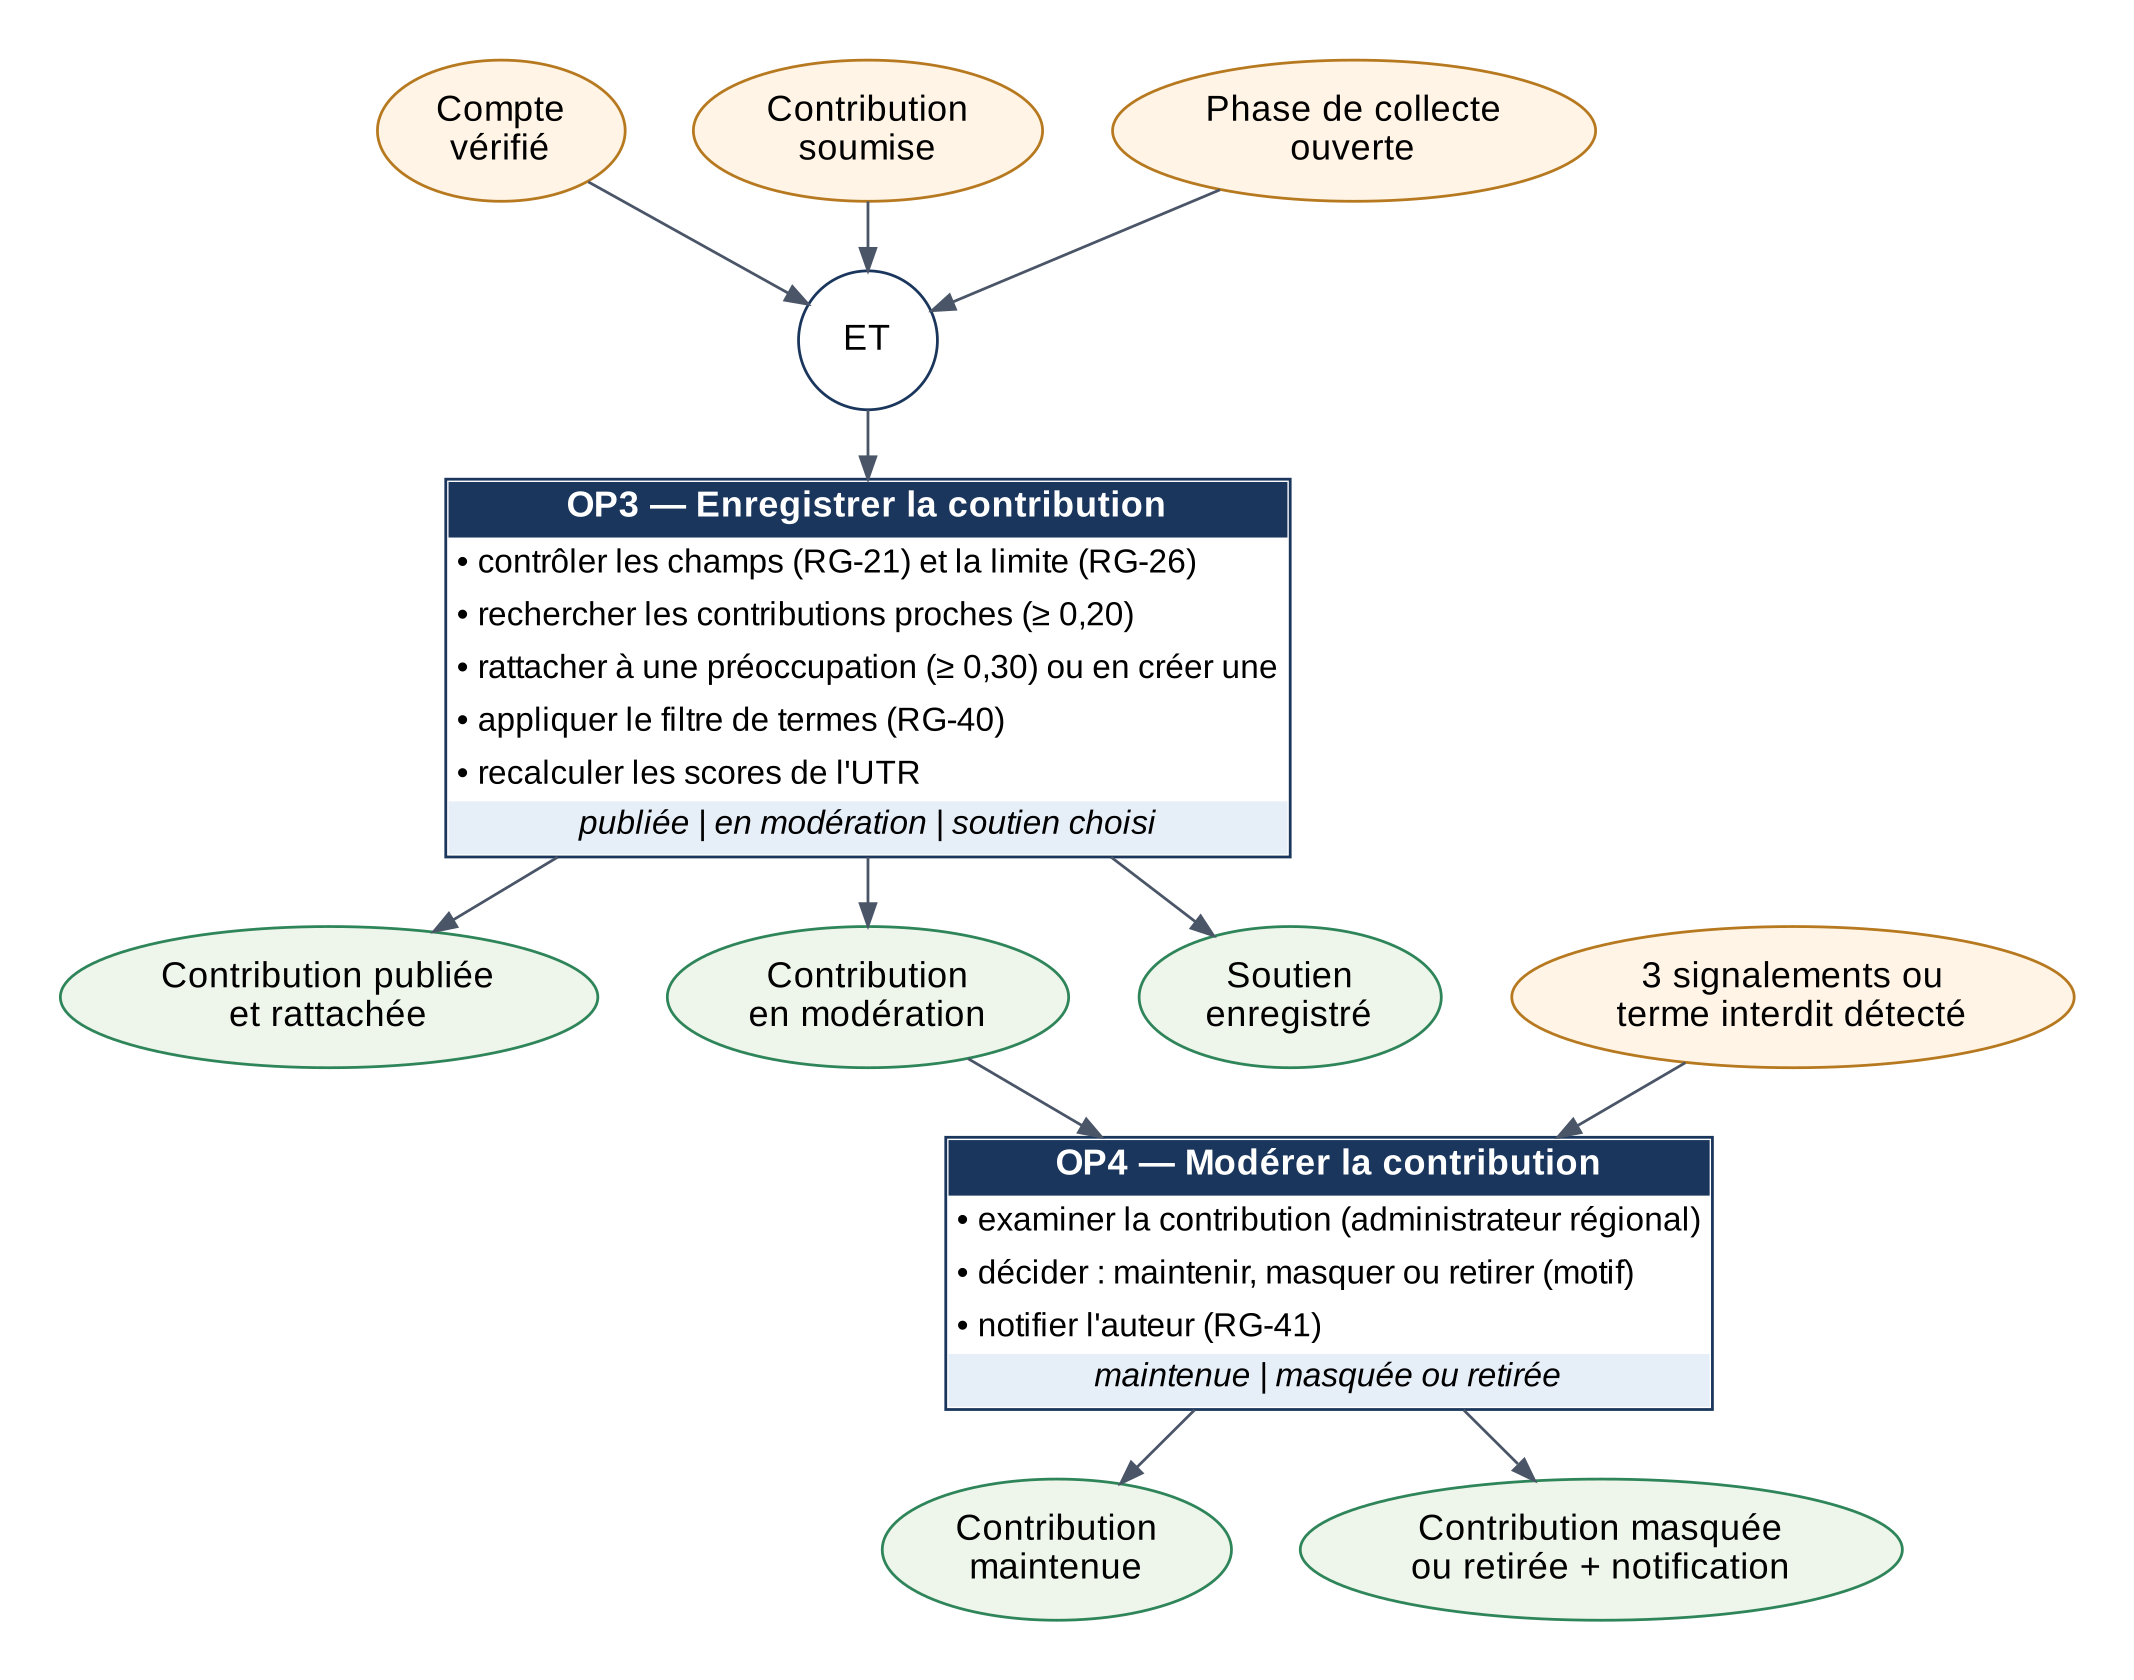 Compte
vérifié
Contribution
soumise
Phase de collecte
ouverte
ET
OP3 — Enregistrer la contribution
• contrôler les champs (RG-21) et la limite (RG-26)
• rechercher les contributions proches (≥ 0,20)
• rattacher à une préoccupation (≥ 0,30) ou en créer une
• appliquer le filtre de termes (RG-40)
• recalculer les scores de l'UTR
publiée | en modération | soutien choisi
Contribution publiée
et rattachée
Contribution
en modération
Soutien
enregistré
3 signalements ou
terme interdit détecté
OP4 — Modérer la contribution
• examiner la contribution (administrateur régional)
• décider : maintenir, masquer ou retirer (motif)
• notifier l'auteur (RG-41)
maintenue | masquée ou retirée
Contribution
maintenue
Contribution masquée
ou retirée + notification